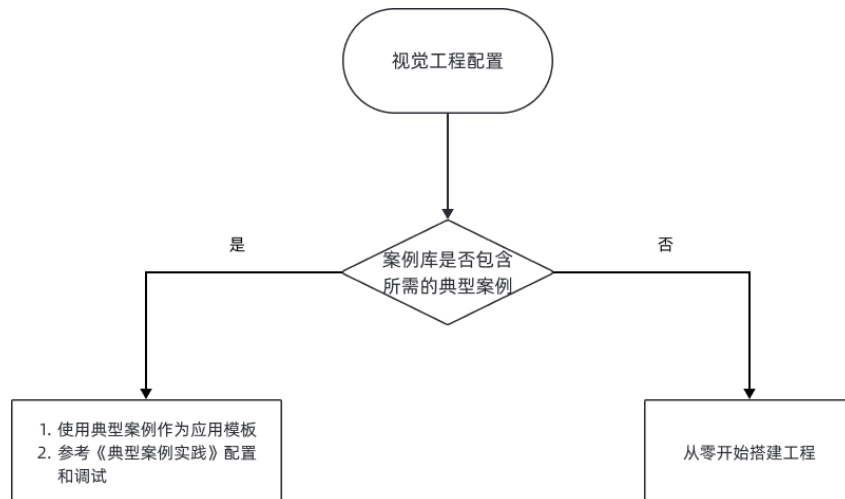 视觉工程配置
是
否
案例库是否包含
所需的典型案例
1. 使用典型案例作为应用模板
2. 参考《典型案例实践》配置
和调试
从零开始搭建工程